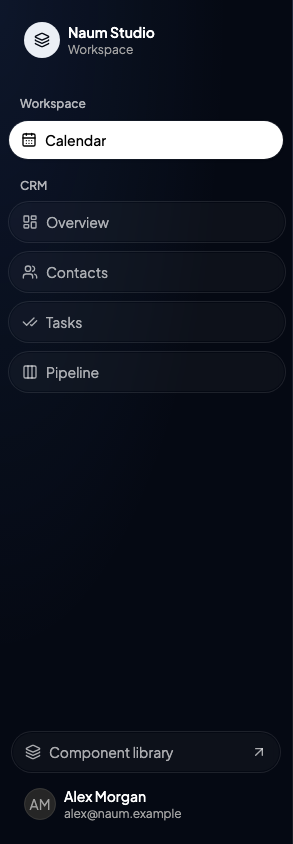 Naum Studio
Workspace
Workspace
Calendar
CRM
Overview
Contacts
Tasks
Pipeline
Component library
AM
Alex Morgan
alex@naum.example